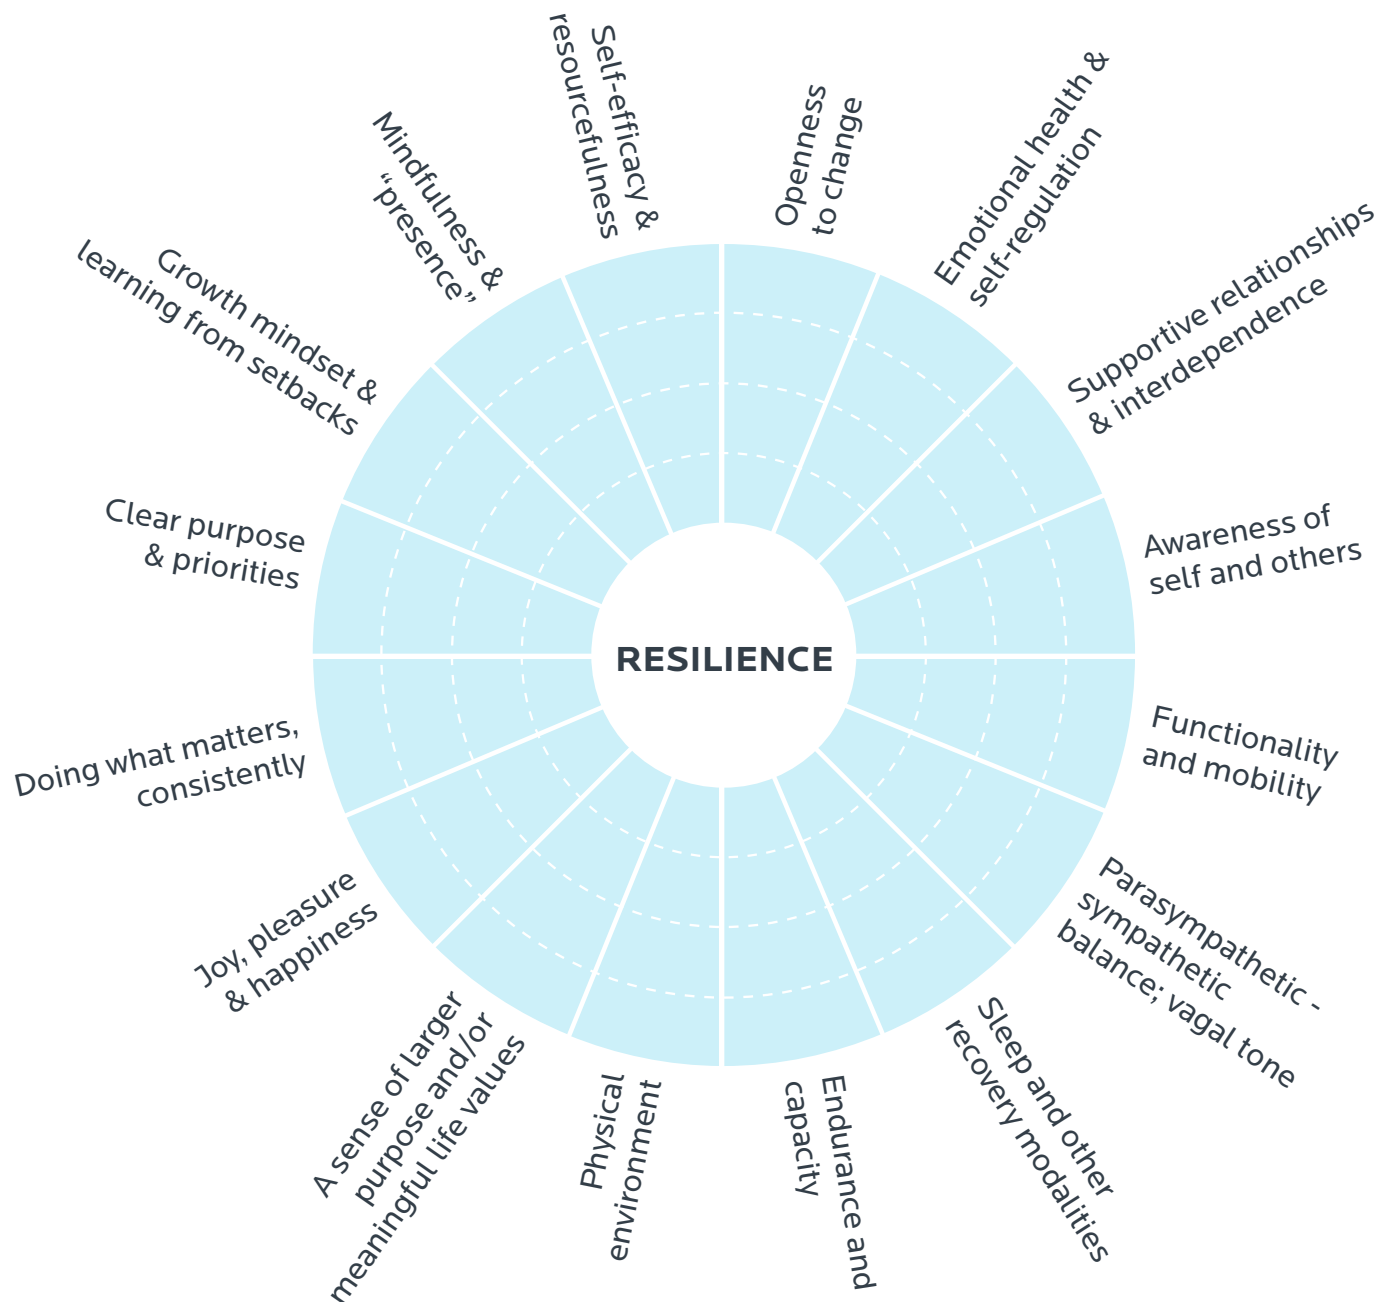 Openness
to change
Emotional health &
self-regulation
Supportive relationships
& interdependence
Awareness of
self and others
Functionality
and mobility
Parasympathetic -
sympathetic
balance; vagal tone
Sleep and other
recovery modalities
Endurance and
capacity
Physical
environment
A sense of larger
purpose and/or
meaningful life values
Joy, pleasure
& happiness
Doing what matters,
consistently
Clear purpose
& priorities
Growth mindset &
learning from setbacks
Mindfulness &
“presence”
Self-efficacy &
resourcefulness
RESILIENCE